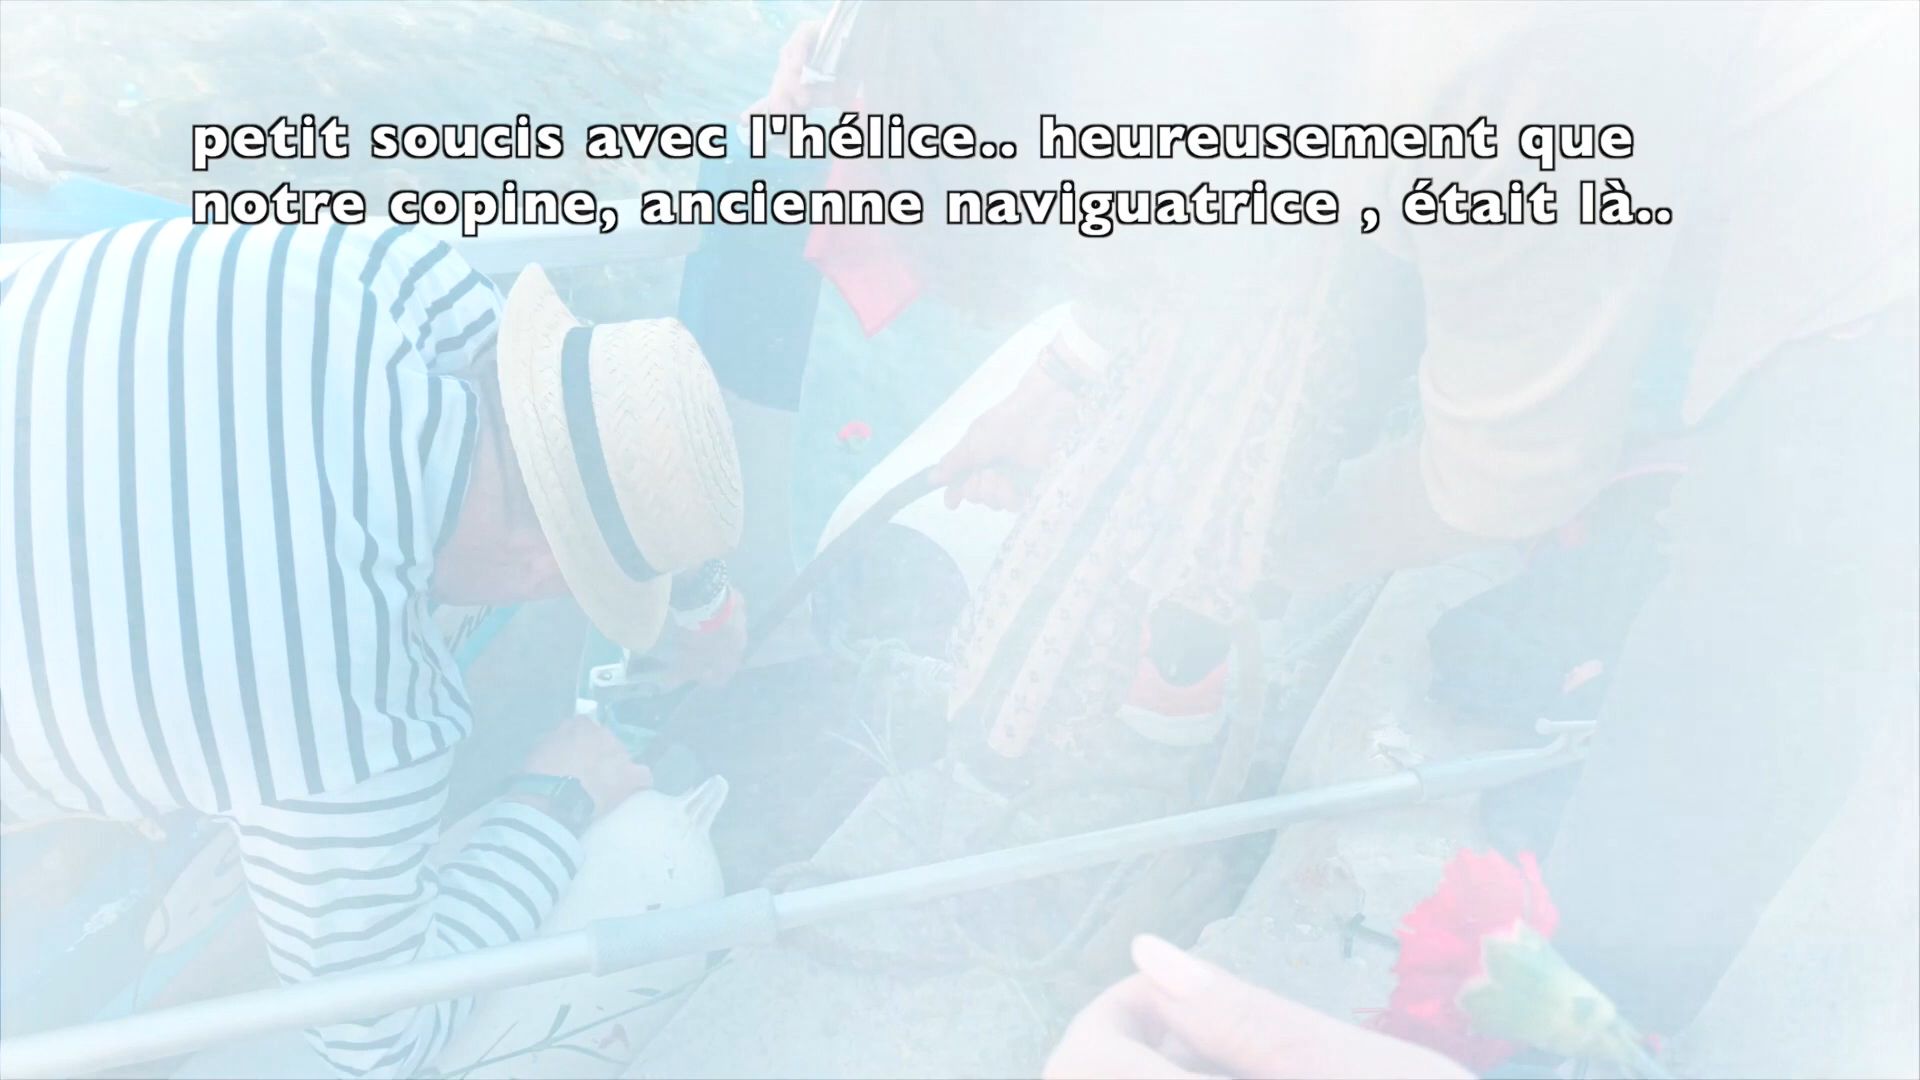 petit soucis avec l'hélice.. heureusement que
notre copine, ancienne naviguatrice , était là..